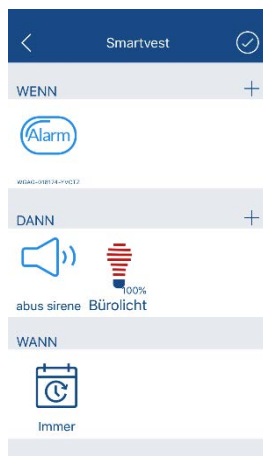 Smartvest
WENN
Alarm
DANN
100%
abus sirene Bürolicht
WANN
Immer